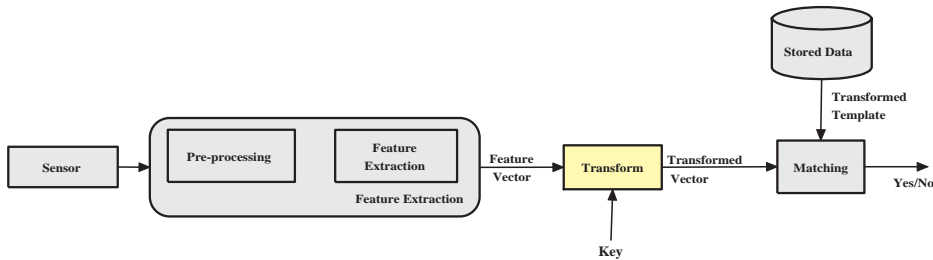 Stored Data
Transformed
Template
Pre-processing
Feature
Extraction
Feature Extraction
Sensor
Feature
Vector
Transform
Transformed
Vector
Matching
Yes/No
Key